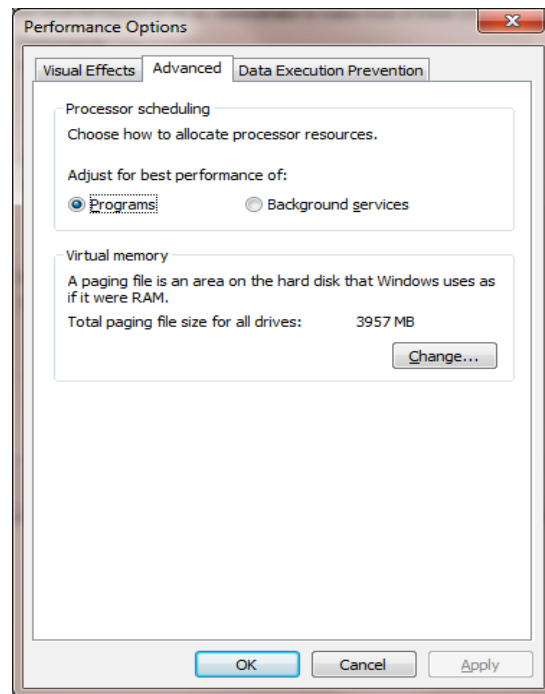 Performance Options
Visual Effects Advanced Data Execution Prevention
Processor scheduling
Choose how to allocate processor resources.
Adjust for best performance of:
Programs Background services
Virtual memory
A paging file is an area on the hard disk that Windows uses as
if it were RAM.
Total paging file size for all drives: 3957 MB
Change...
OK Cancel Apply